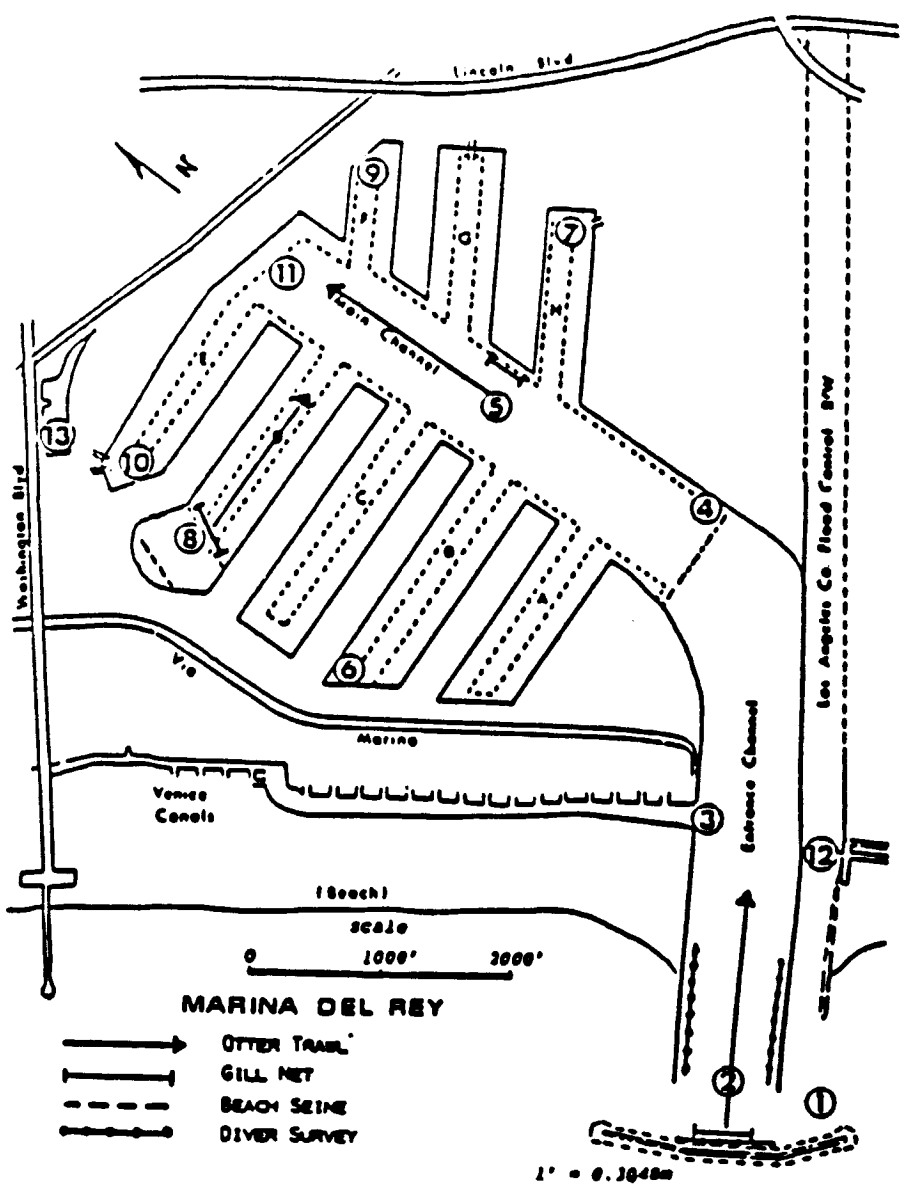 Lincoln Blvd
N
9
F
G
7
11
H
Main Channel
E
5
13
10
D
4
C
8
B
Washington Blvd
A
Los Angeles Co. Flood Control
6
Via
Marina
Entrance Channel
Venice
Canals
3
12
(Beach)
SCALE
0 1000' 2000'
MARINA DEL REY
OTTER TRAWL
GILL NET
BEACH SEINE
DIVER SURVEY
2
1
1' = 0.3048m